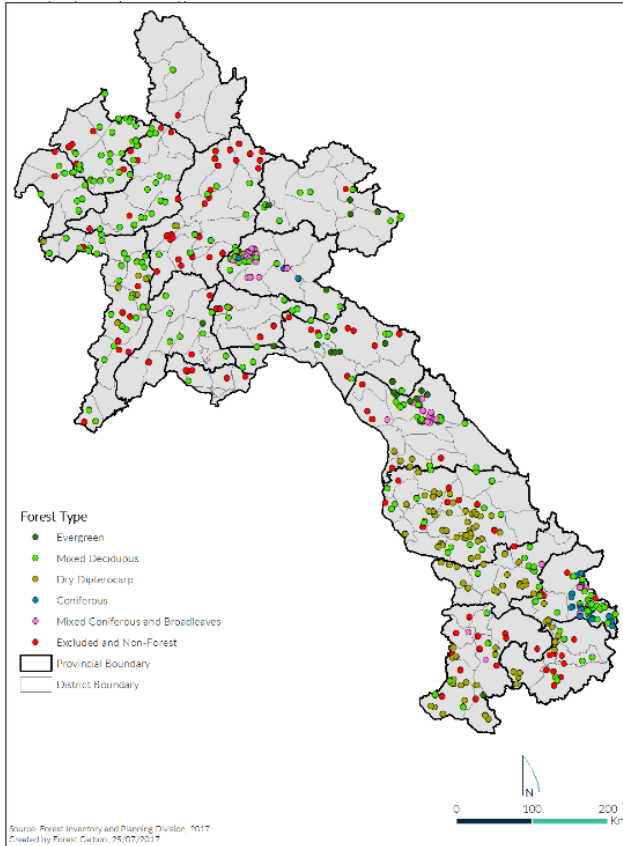 Forest Type
Evergreen
Mixed Deciduous
Dry Dipterocarp
Coniferous
Mixed Coniferous and Broadleaves
Excluded and Non-Forest
Provincial Boundary
District Boundary
N
0 100 200
Km
Source: Forest Inventory and Planning Division, 2017
Created by Forest Carbon, 25/07/2017